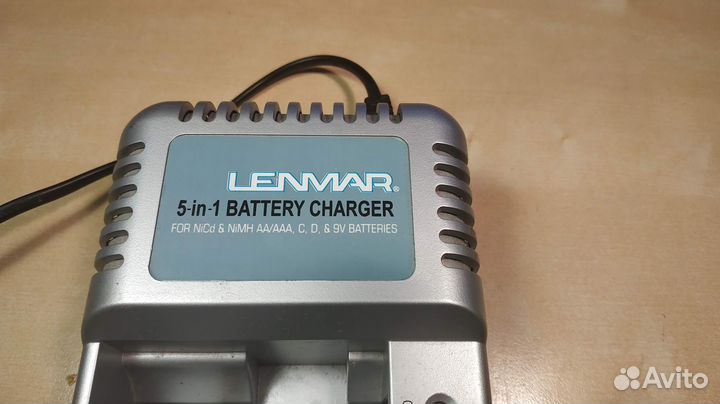 LENMAR®
5-in-1 BATTERY CHARGER
FOR NiCd & NiMH AA/AAA, C, D, & 9V BATTERIES
Avito